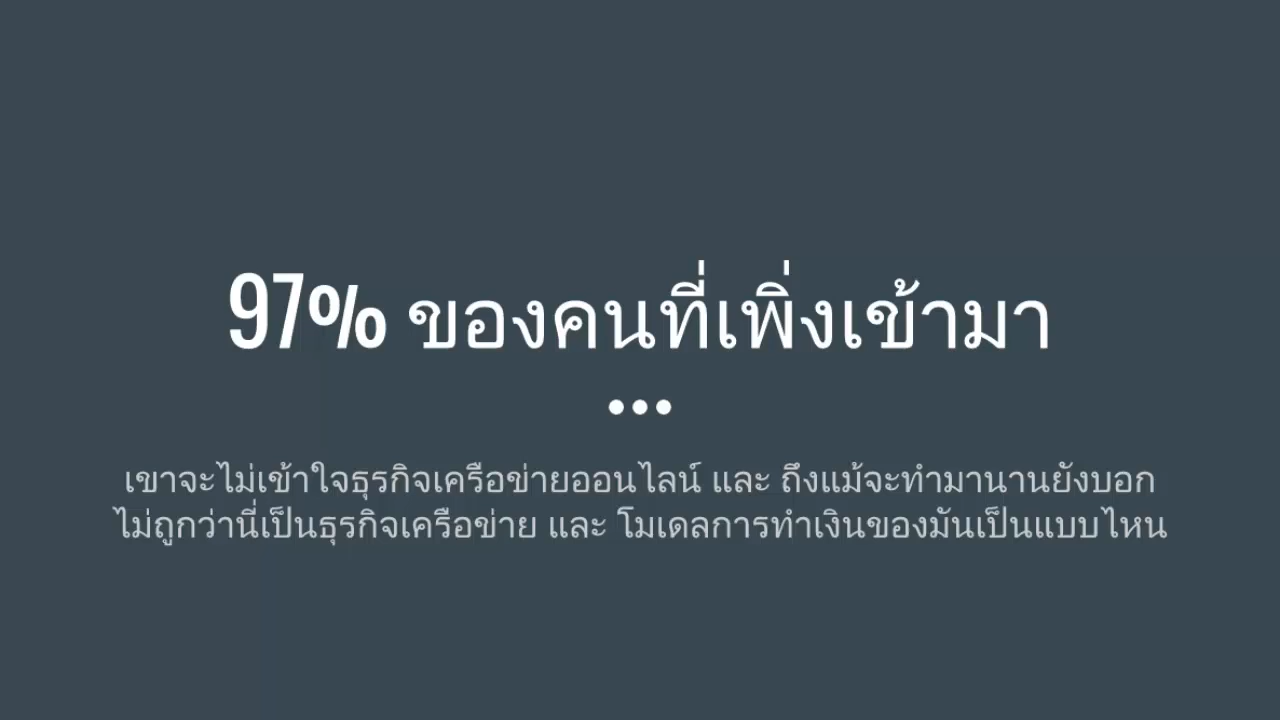 97% ของคนที่เพิ่งเข้ามา
เขาจะไม่เข้าใจธุรกิจเครือข่ายออนไลน์ และ ถึงแม้จะทำมานานยังบอก
ไม่ถูกว่านี่เป็นธุรกิจเครือข่าย และ โมเดลการทำเงินของมันเป็นแบบไหน